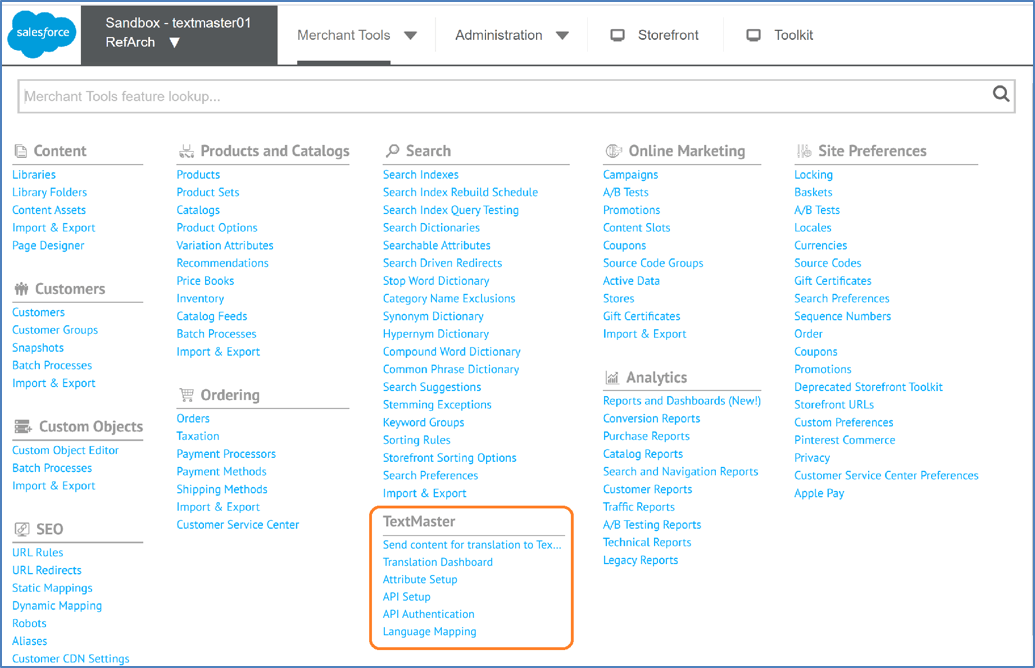 salesforce
Sandbox - textmaster01
RefArch
Merchant Tools
Administration
Storefront
Toolkit
Merchant Tools feature lookup...
Content
Libraries
Library Folders
Content Assets
Import & Export
Page Designer
Customers
Customers
Customer Groups
Snapshots
Batch Processes
Import & Export
Custom Objects
Custom Object Editor
Batch Processes
Import & Export
SEO
URL Rules
URL Redirects
Static Mappings
Dynamic Mapping
Robots
Aliases
Customer CDN Settings
Products and Catalogs
Products
Product Sets
Catalogs
Product Options
Variation Attributes
Recommendations
Price Books
Inventory
Catalog Feeds
Batch Processes
Import & Export
Ordering
Orders
Taxation
Payment Processors
Payment Methods
Shipping Methods
Import & Export
Customer Service Center
Search
Search Indexes
Search Index Rebuild Schedule
Search Index Query Testing
Search Dictionaries
Searchable Attributes
Search Driven Redirects
Stop Word Dictionary
Category Name Exclusions
Synonym Dictionary
Hypernym Dictionary
Compound Word Dictionary
Common Phrase Dictionary
Search Suggestions
Stemming Exceptions
Keyword Groups
Sorting Rules
Storefront Sorting Options
Search Preferences
Import & Export
TextMaster
Send content for translation to Tex...
Translation Dashboard
Attribute Setup
API Setup
API Authentication
Language Mapping
Online Marketing
Campaigns
A/B Tests
Promotions
Content Slots
Coupons
Source Code Groups
Active Data
Stores
Gift Certificates
Import & Export
Analytics
Reports and Dashboards (New!)
Conversion Reports
Purchase Reports
Catalog Reports
Search and Navigation Reports
Customer Reports
Traffic Reports
A/B Testing Reports
Technical Reports
Legacy Reports
Site Preferences
Locking
Baskets
A/B Tests
Locales
Currencies
Source Codes
Gift Certificates
Search Preferences
Sequence Numbers
Order
Coupons
Promotions
Deprecated Storefront Toolkit
Storefront URLs
Custom Preferences
Pinterest Commerce
Privacy
Customer Service Center Preferences
Apple Pay